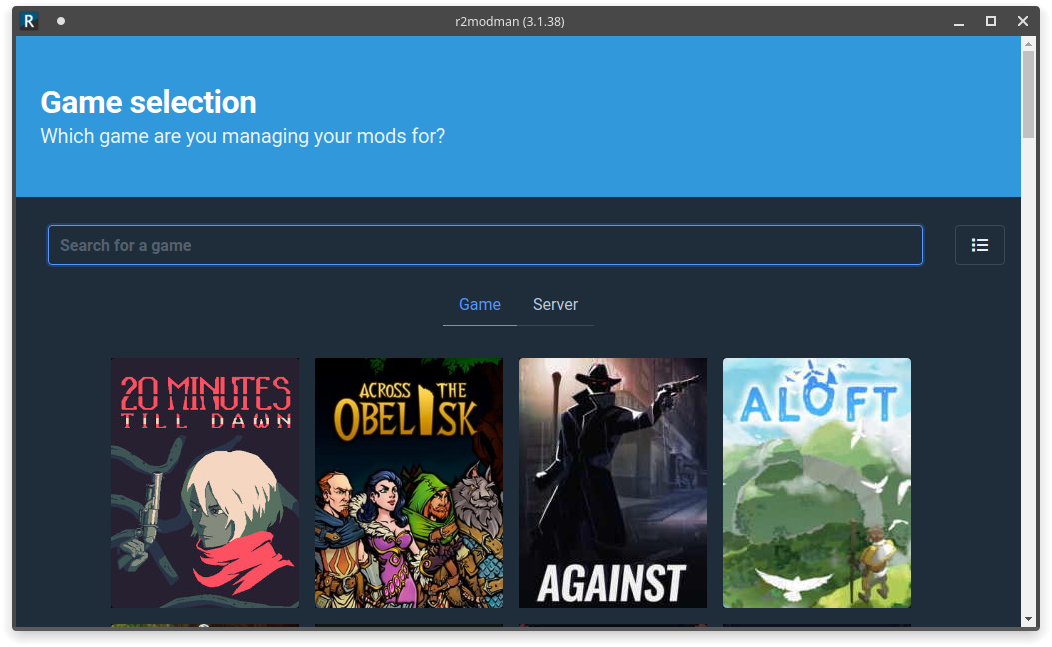 R
r2modman (3.1.38)
Game selection
Which game are you managing your mods for?
Search for a game
Game
Server
20 MINUTES
TILL DAWN
ACROSS THE
OBELISK
AGAINST
ALOFT